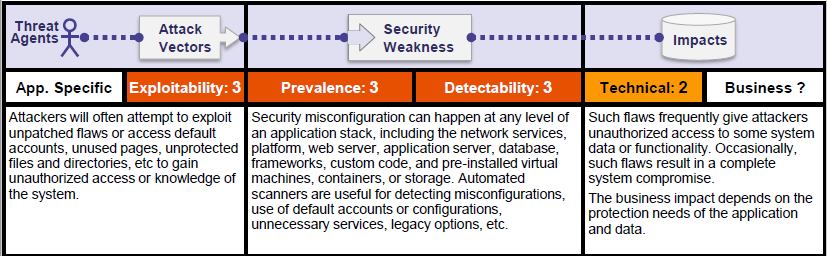 Threat
Agents
Attack
Vectors
Security
Weakness
Impacts
App. Specific
Exploitability: 3
Prevalence: 3
Detectability: 3
Technical: 2
Business ?
Attackers will often attempt to exploit
unpatched flaws or access default
accounts, unused pages, unprotected
files and directories, etc to gain
unauthorized access or knowledge of
the system.
Security misconfiguration can happen at any level of
an application stack, including the network services,
platform, web server, application server, database,
frameworks, custom code, and pre-installed virtual
machines, containers, or storage. Automated
scanners are useful for detecting misconfigurations,
use of default accounts or configurations,
unnecessary services, legacy options, etc.
Such flaws frequently give attackers
unauthorized access to some system
data or functionality. Occasionally,
such flaws result in a complete
system compromise.
The business impact depends on the
protection needs of the application
and data.